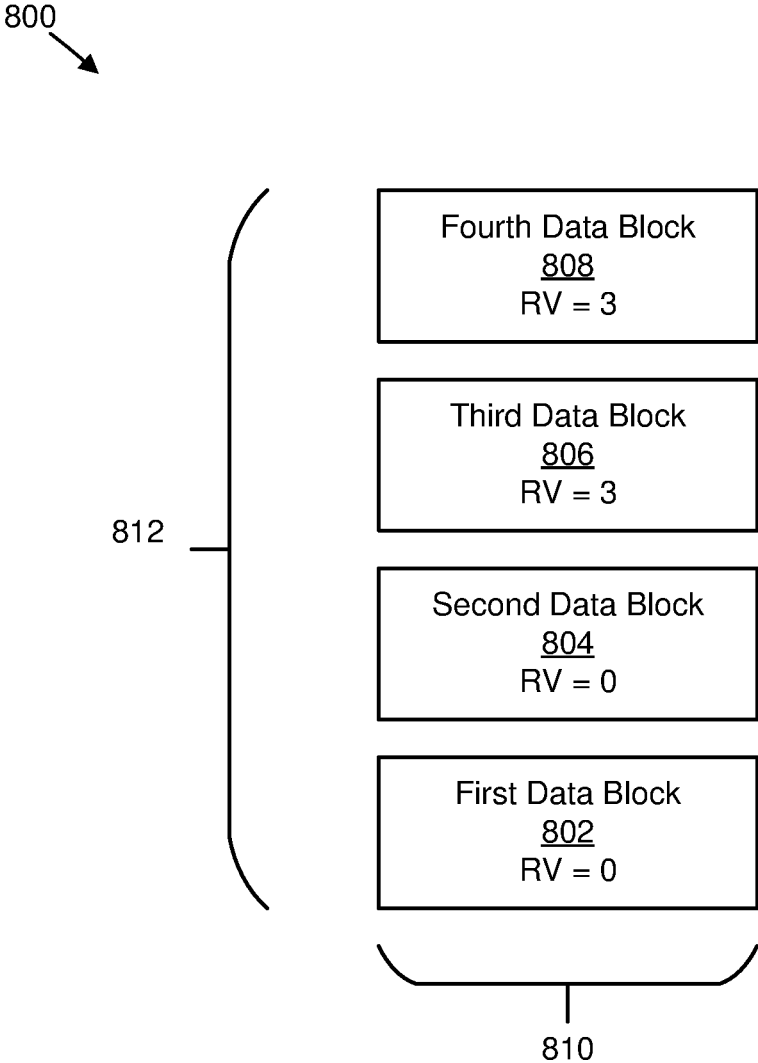 800
Fourth Data Block
808
RV = 3
Third Data Block
806
RV = 3
812
Second Data Block
804
RV = 0
First Data Block
802
RV = 0
810